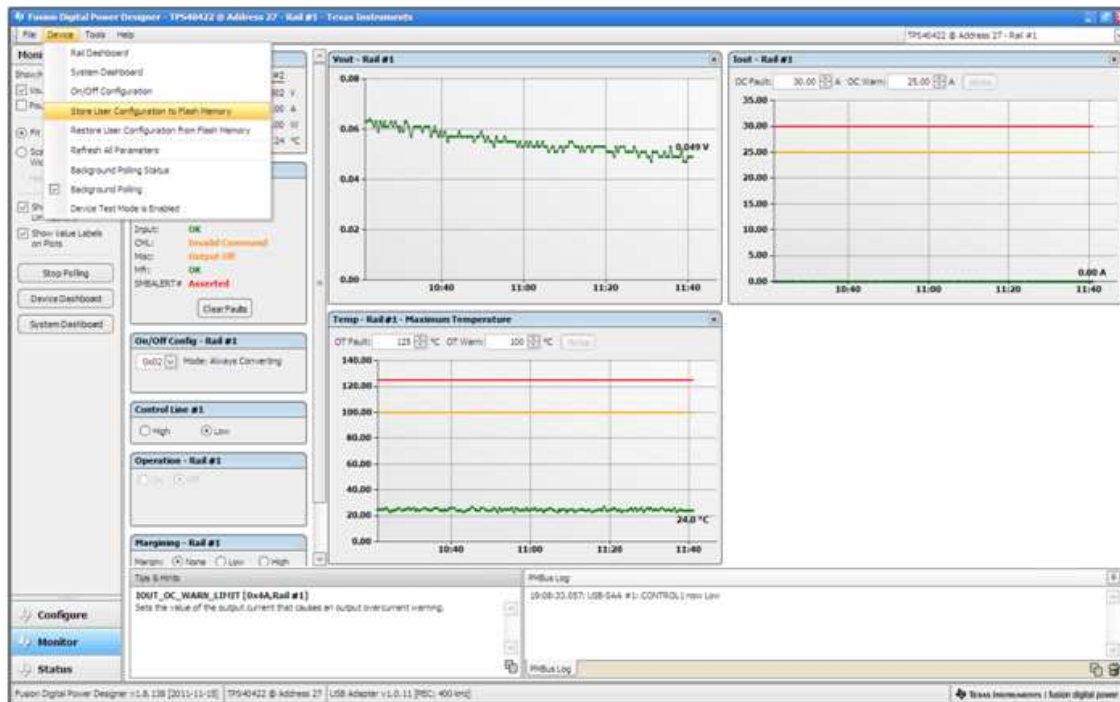 Fusion Digital Power Designer - TPS40422 @ Address 27 - Rail #1 - Texas Instruments
File Device Tools Help
TPS40422 @ Address 27 - Rail #1
Rail Dashboard
System Dashboard
On/Off Configuration
Store User Configuration to Flash Memory
Restore User Configuration from Flash Memory
Refresh All Parameters
Background Polling Status
Background Polling
Device Test Mode is Enabled
Show Value Labels
on Plots
Stop Polling
Device Dashboard
System Dashboard
Input: OK
CML: Invalid Command
Misc: Output Off
Mfr: OK
SMBALERT# Asserted
Clear Faults
On/Off Config - Rail #1
0x02 Mode: Always Converting
Control Line #1
High Low
Operation - Rail #1
On Off
Margining - Rail #1
Margin: None Low High
Vout - Rail #1
0.08
0.06
0.04
0.02
0.00
0.049 V
10:40 11:00 11:20 11:40
Iout - Rail #1
OC Fault: 30.00 A OC Warn: 25.00 A
35.00
30.00
25.00
20.00
15.00
10.00
5.00
0.00
0.00 A
10:40 11:00 11:20 11:40
Temp - Rail #1 - Maximum Temperature
OT Fault: 125 °C OT Warn: 100 °C
140.00
120.00
100.00
80.00
60.00
40.00
20.00
0.00
24.0 °C
10:40 11:00 11:20 11:40
Tips & Hints
IOUT_OC_WARN_LIMIT [0x4A,Rail #1]
Sets the value of the output current that causes an output overcurrent warning.
PMBus Log
19:08:33.057: USB-SAA #1: CONTROL1 now Low
PMBus Log
Configure
Monitor
Status
Fusion Digital Power Designer v1.8.138 [2011-11-15] TPS40422 @ Address 27 USB Adapter v1.0.11 [PEC; 400 kHz]
Texas Instruments | fusion digital power